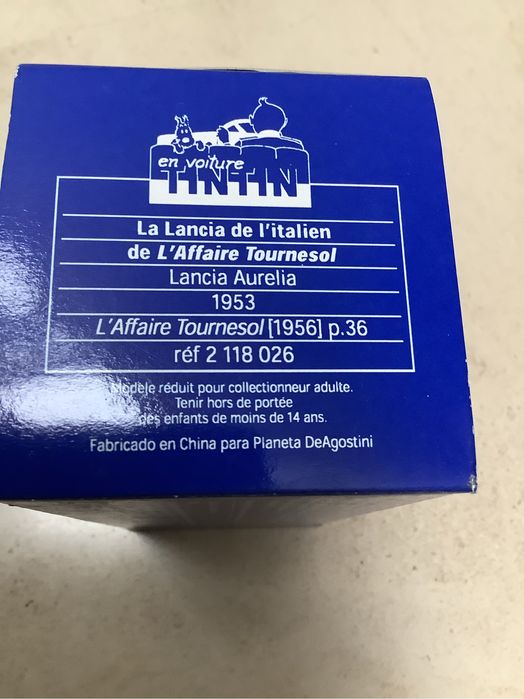 en voiture
TINTIN
La Lancia de l'italien
de L'Affaire Tournesol
Lancia Aurelia
1953
L'Affaire Tournesol [1956] p.36
réf 2 118 026
Modèle réduit pour collectionneur adulte.
Tenir hors de portée
des enfants de moins de 14 ans.
Fabricado en China para Planeta DeAgostini